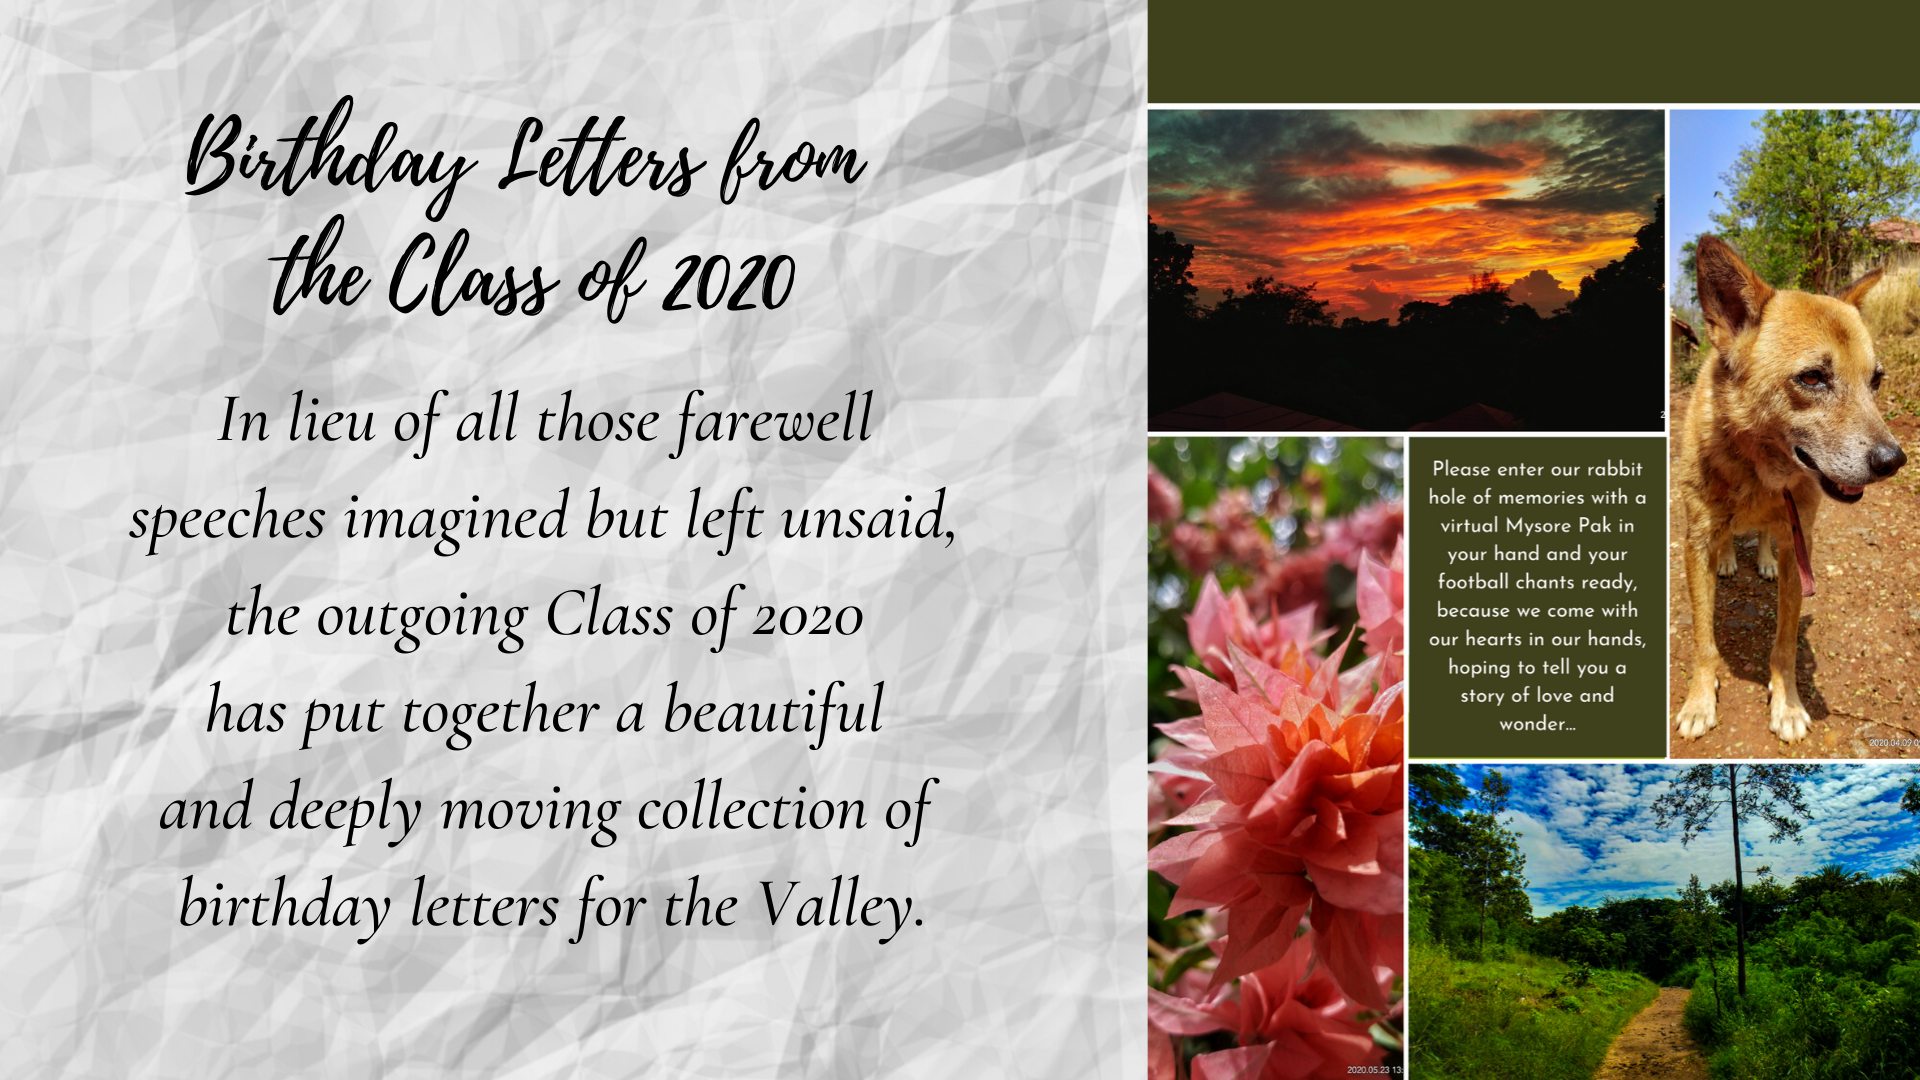 Birthday Letters from
the Class of 2020
In lieu of all those farewell
speeches imagined but left unsaid,
the outgoing Class of 2020
has put together a beautiful
and deeply moving collection of
birthday letters for the Valley.
2
Please enter our rabbit
hole of memories with a
virtual Mysore Pak in
your hand and your
football chants ready,
because we come with
our hearts in our hands,
hoping to tell you a
story of love and
wonder...
2020.04.09 0
2020.05.23 13: